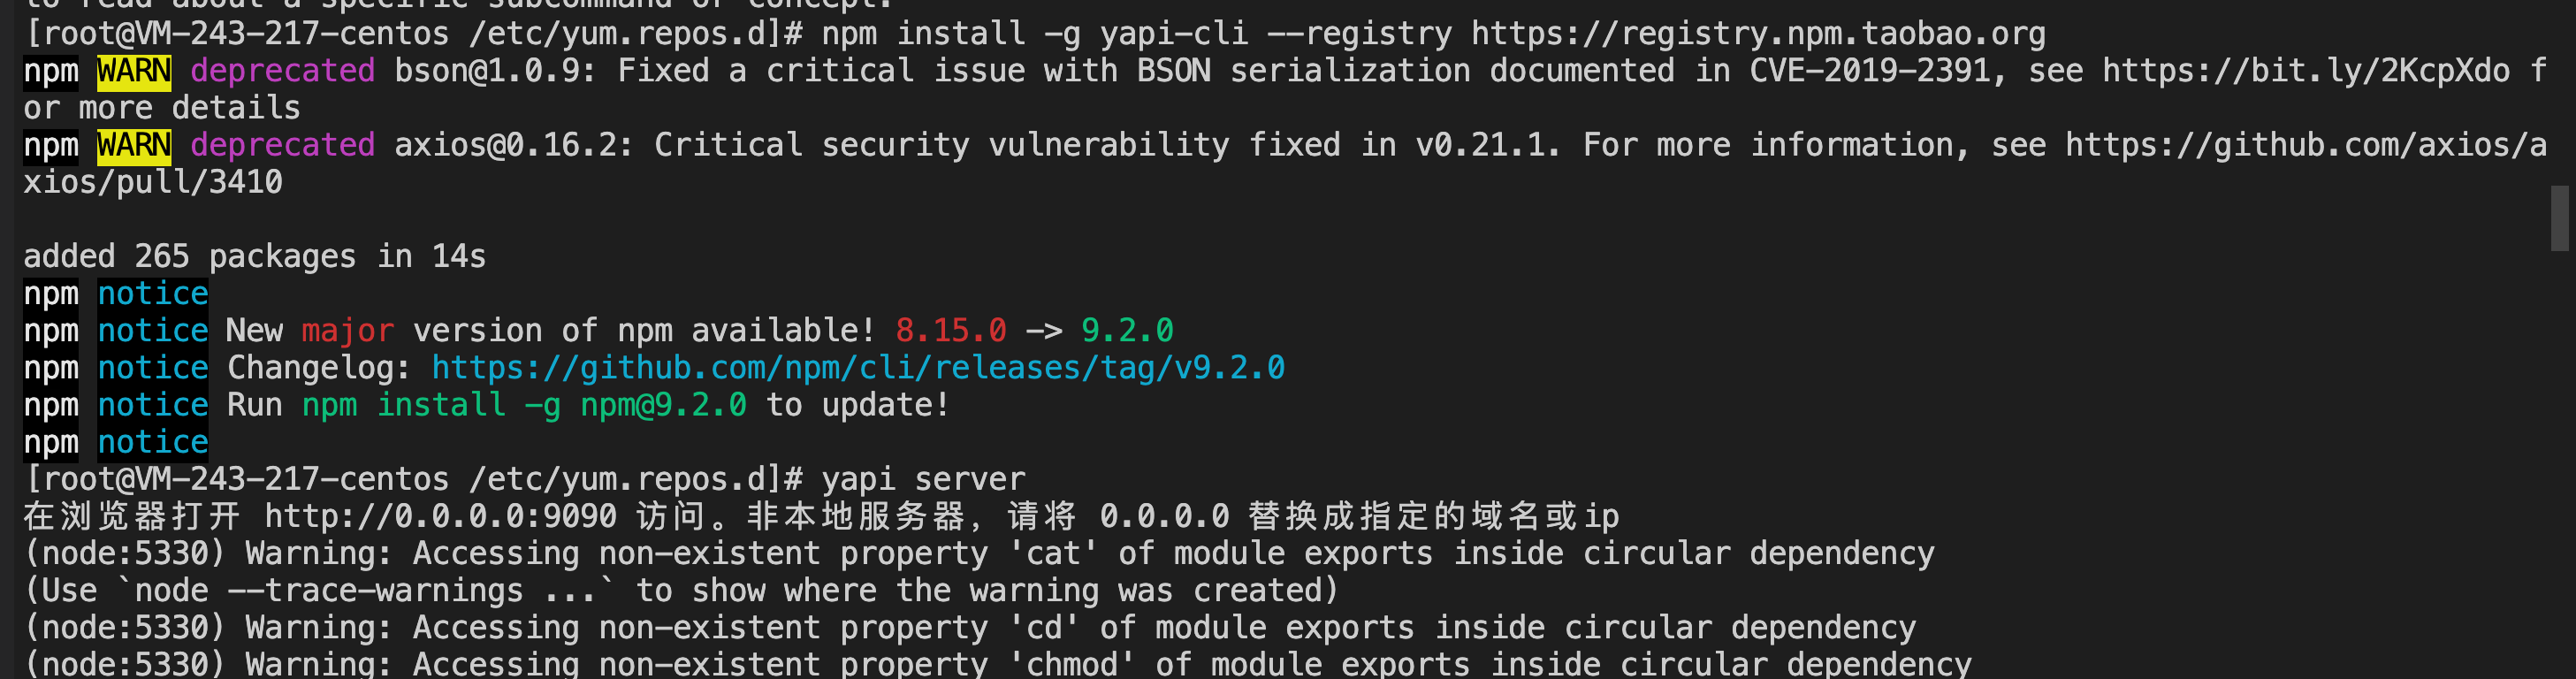 to read about a specific subcommand or concept.
[root@VM-243-217-centos /etc/yum.repos.d]# npm install -g yapi-cli --registry https://registry.npm.taobao.org
npm WARN deprecated bson@1.0.9: Fixed a critical issue with BSON serialization documented in CVE-2019-2391, see https://bit.ly/2KcpXdo f
or more details
npm WARN deprecated axios@0.16.2: Critical security vulnerability fixed in v0.21.1. For more information, see https://github.com/axios/a
xios/pull/3410
added 265 packages in 14s
npm notice
npm notice New major version of npm available! 8.15.0 -> 9.2.0
npm notice Changelog: https://github.com/npm/cli/releases/tag/v9.2.0
npm notice Run npm install -g npm@9.2.0 to update!
npm notice
[root@VM-243-217-centos /etc/yum.repos.d]# yapi server
在浏览器打开 http://0.0.0.0:9090 访问。非本地服务器，请将 0.0.0.0 替换成指定的域名或ip
(node:5330) Warning: Accessing non-existent property 'cat' of module exports inside circular dependency
(Use `node --trace-warnings ...` to show where the warning was created)
(node:5330) Warning: Accessing non-existent property 'cd' of module exports inside circular dependency
(node:5330) Warning: Accessing non-existent property 'chmod' of module exports inside circular dependency